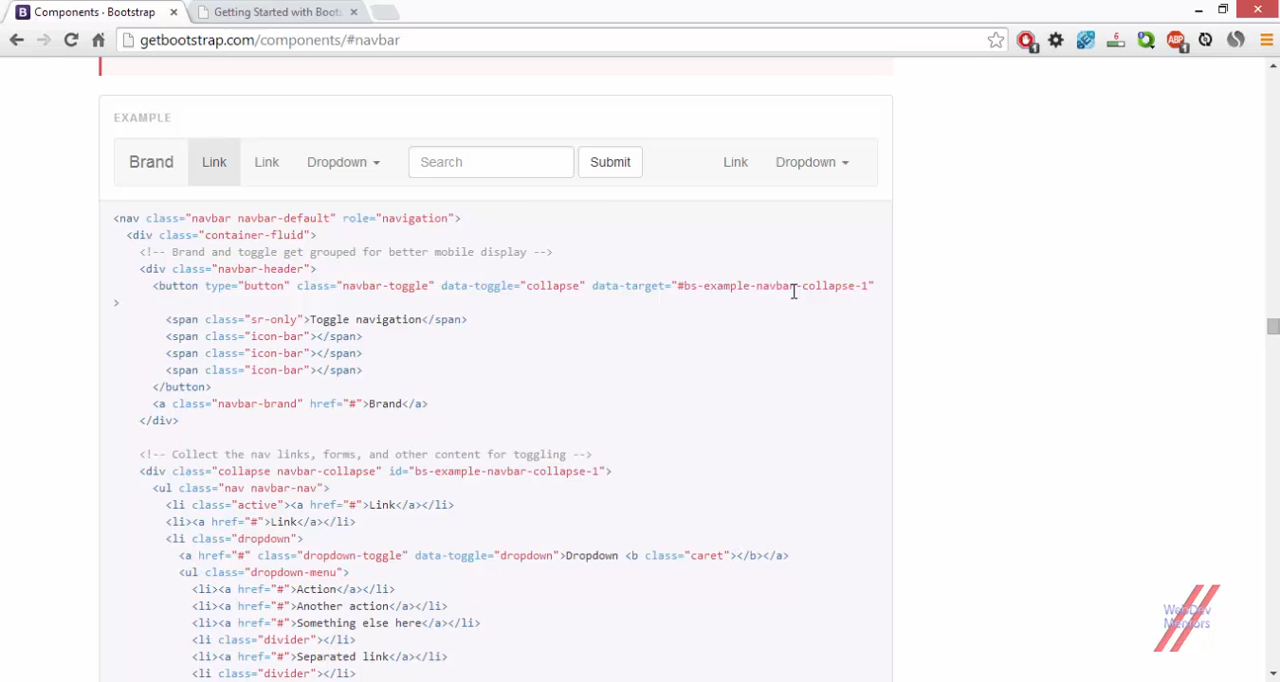 Components · Bootstrap
Getting Started with Boots
getbootstrap.com/components/#navbar
EXAMPLE
Brand Link Link Dropdown Search Submit Link Dropdown
<nav class="navbar navbar-default" role="navigation">
<div class="container-fluid">
<!-- Brand and toggle get grouped for better mobile display -->
<div class="navbar-header">
<button type="button" class="navbar-toggle" data-toggle="collapse" data-target="#bs-example-navbar-collapse-1"
>
<span class="sr-only">Toggle navigation</span>
<span class="icon-bar"></span>
<span class="icon-bar"></span>
<span class="icon-bar"></span>
</button>
<a class="navbar-brand" href="#">Brand</a>
</div>
<!-- Collect the nav links, forms, and other content for toggling -->
<div class="collapse navbar-collapse" id="bs-example-navbar-collapse-1">
<ul class="nav navbar-nav">
<li class="active"><a href="#">Link</a></li>
<li><a href="#">Link</a></li>
<li class="dropdown">
<a href="#" class="dropdown-toggle" data-toggle="dropdown">Dropdown <b class="caret"></b></a>
<ul class="dropdown-menu">
<li><a href="#">Action</a></li>
<li><a href="#">Another action</a></li>
<li><a href="#">Something else here</a></li>
<li class="divider"></li>
<li><a href="#">Separated link</a></li>
<li class="divider"></li>
WebDev
Mentors